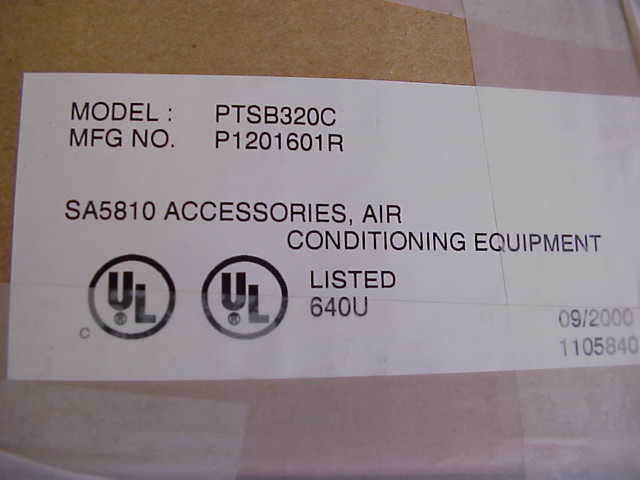 MODEL : PTSB320C
MFG NO. P1201601R
SA5810 ACCESSORIES, AIR
CONDITIONING EQUIPMENT
C UL ® UL ® LISTED
640U
09/2000
1105840